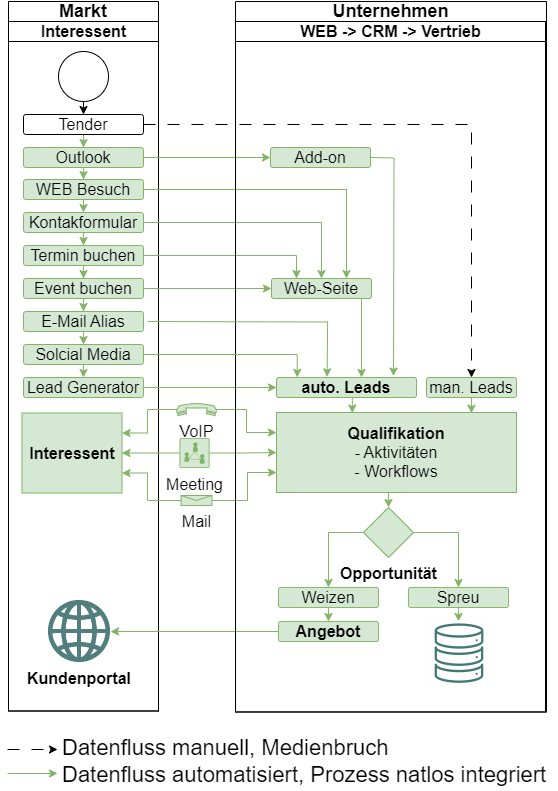 Markt
Unternehmen
Interessent
WEB -> CRM -> Vertrieb
Tender
Outlook
Add-on
WEB Besuch
Kontakformular
Termin buchen
Event buchen
Web-Seite
E-Mail Alias
Solcial Media
Lead Generator
auto. Leads
man. Leads
Interessent
VoIP
Meeting
Mail
Qualifikation
- Aktivitäten
- Workflows
Opportunität
Weizen
Spreu
Angebot
Kundenportal
Datenfluss manuell, Medienbruch
Datenfluss automatisiert, Prozess natlos integriert